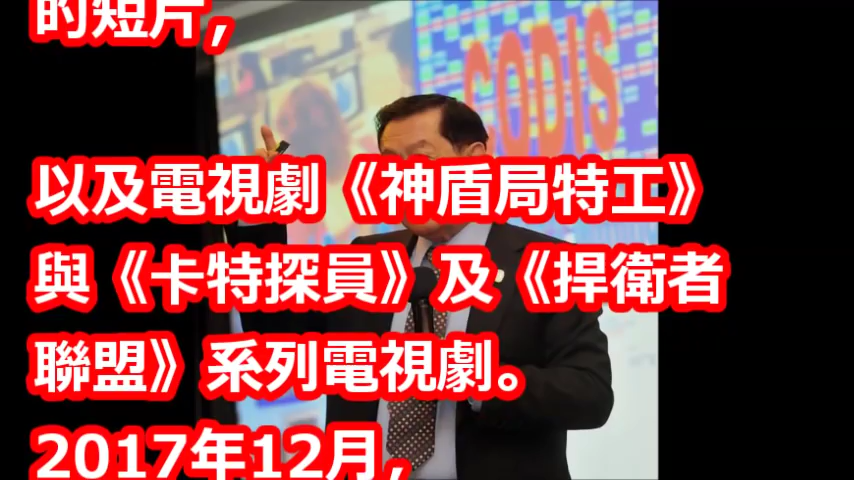 的短片,
CODIS
以及電視劇《神盾局特工》
與《卡特探員》及《捍衛者
聯盟》系列電視劇。
2017年12月,